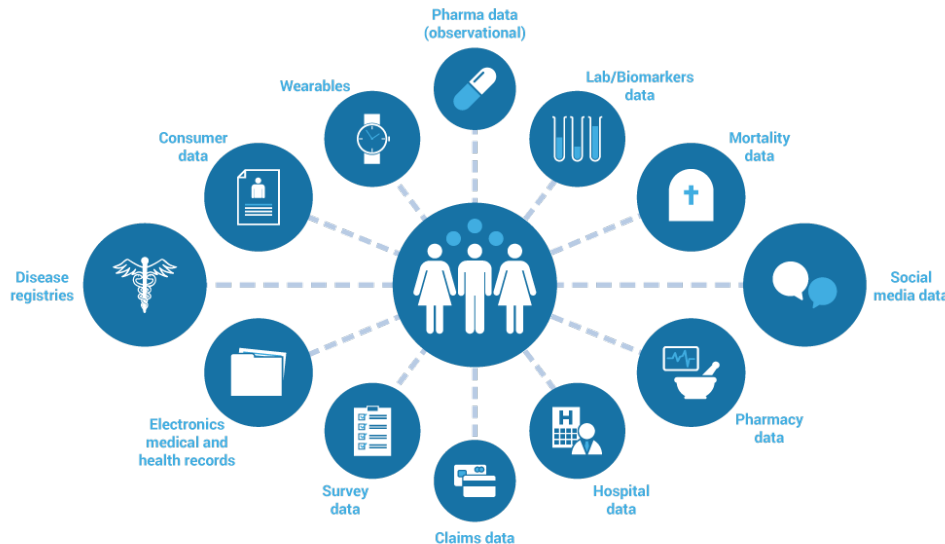 Pharma data
(observational)
Wearables
Lab/Biomarkers
data
Consumer
data
Mortality
data
Disease
registries
Social
media data
Electronics
medical and
health records
Pharmacy
data
Survey
data
H
Hospital
data
Claims data